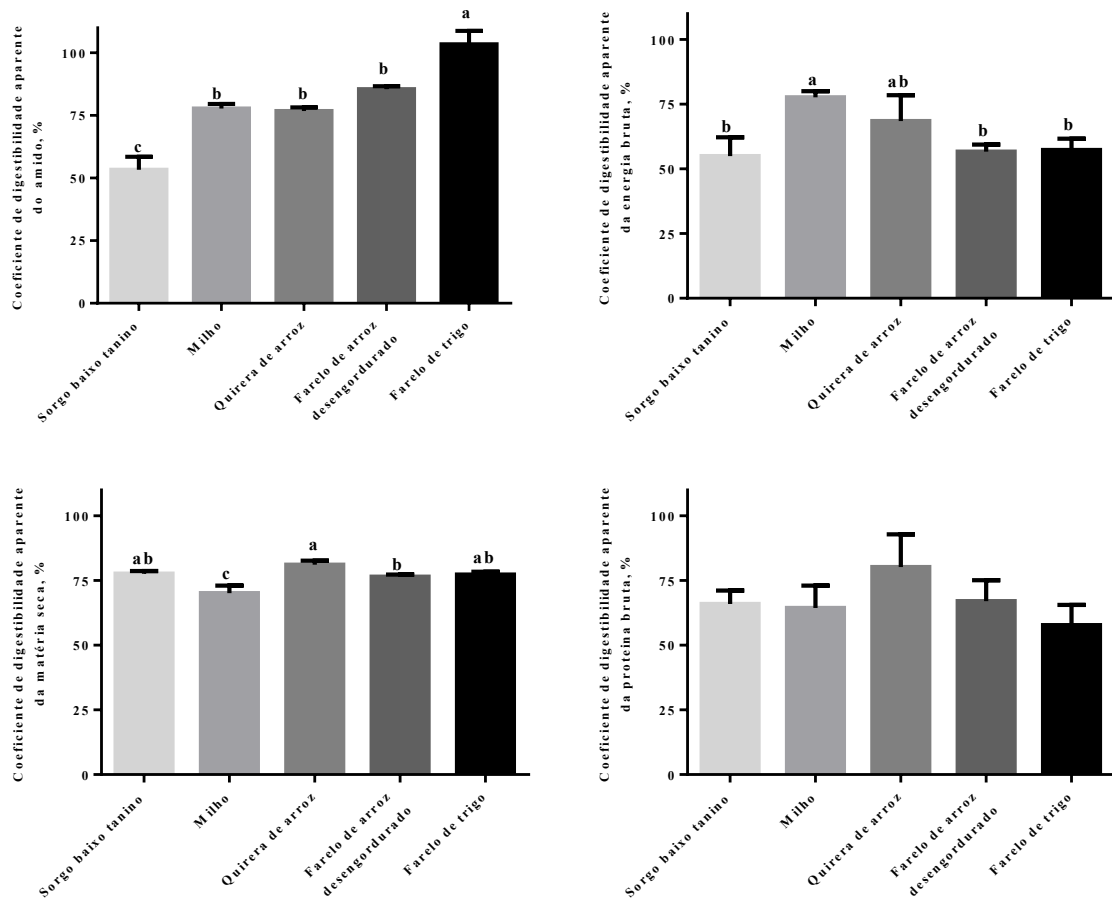 Coeficiente de digestibilidade aparente
do amido, %
100
75
50
25
0
c
b
b
b
a
Sorgo baixo tanino
Milho
Quirera de arroz
Farelo de arroz
desengordurado
Farelo de trigo
Coeficiente de digestibilidade aparente
da energia bruta, %
100
75
50
25
0
b
a
ab
b
b
Sorgo baixo tanino
Milho
Quirera de arroz
Farelo de arroz
desengordurado
Farelo de trigo
Coeficiente de digestibilidade aparente
da matéria seca, %
100
75
50
25
0
ab
c
a
b
ab
Sorgo baixo tanino
Milho
Quirera de arroz
Farelo de arroz
desengordurado
Farelo de trigo
Coeficiente de digestibilidade aparente
da proteína bruta, %
100
75
50
25
0
Sorgo baixo tanino
Milho
Quirera de arroz
Farelo de arroz
desengordurado
Farelo de trigo